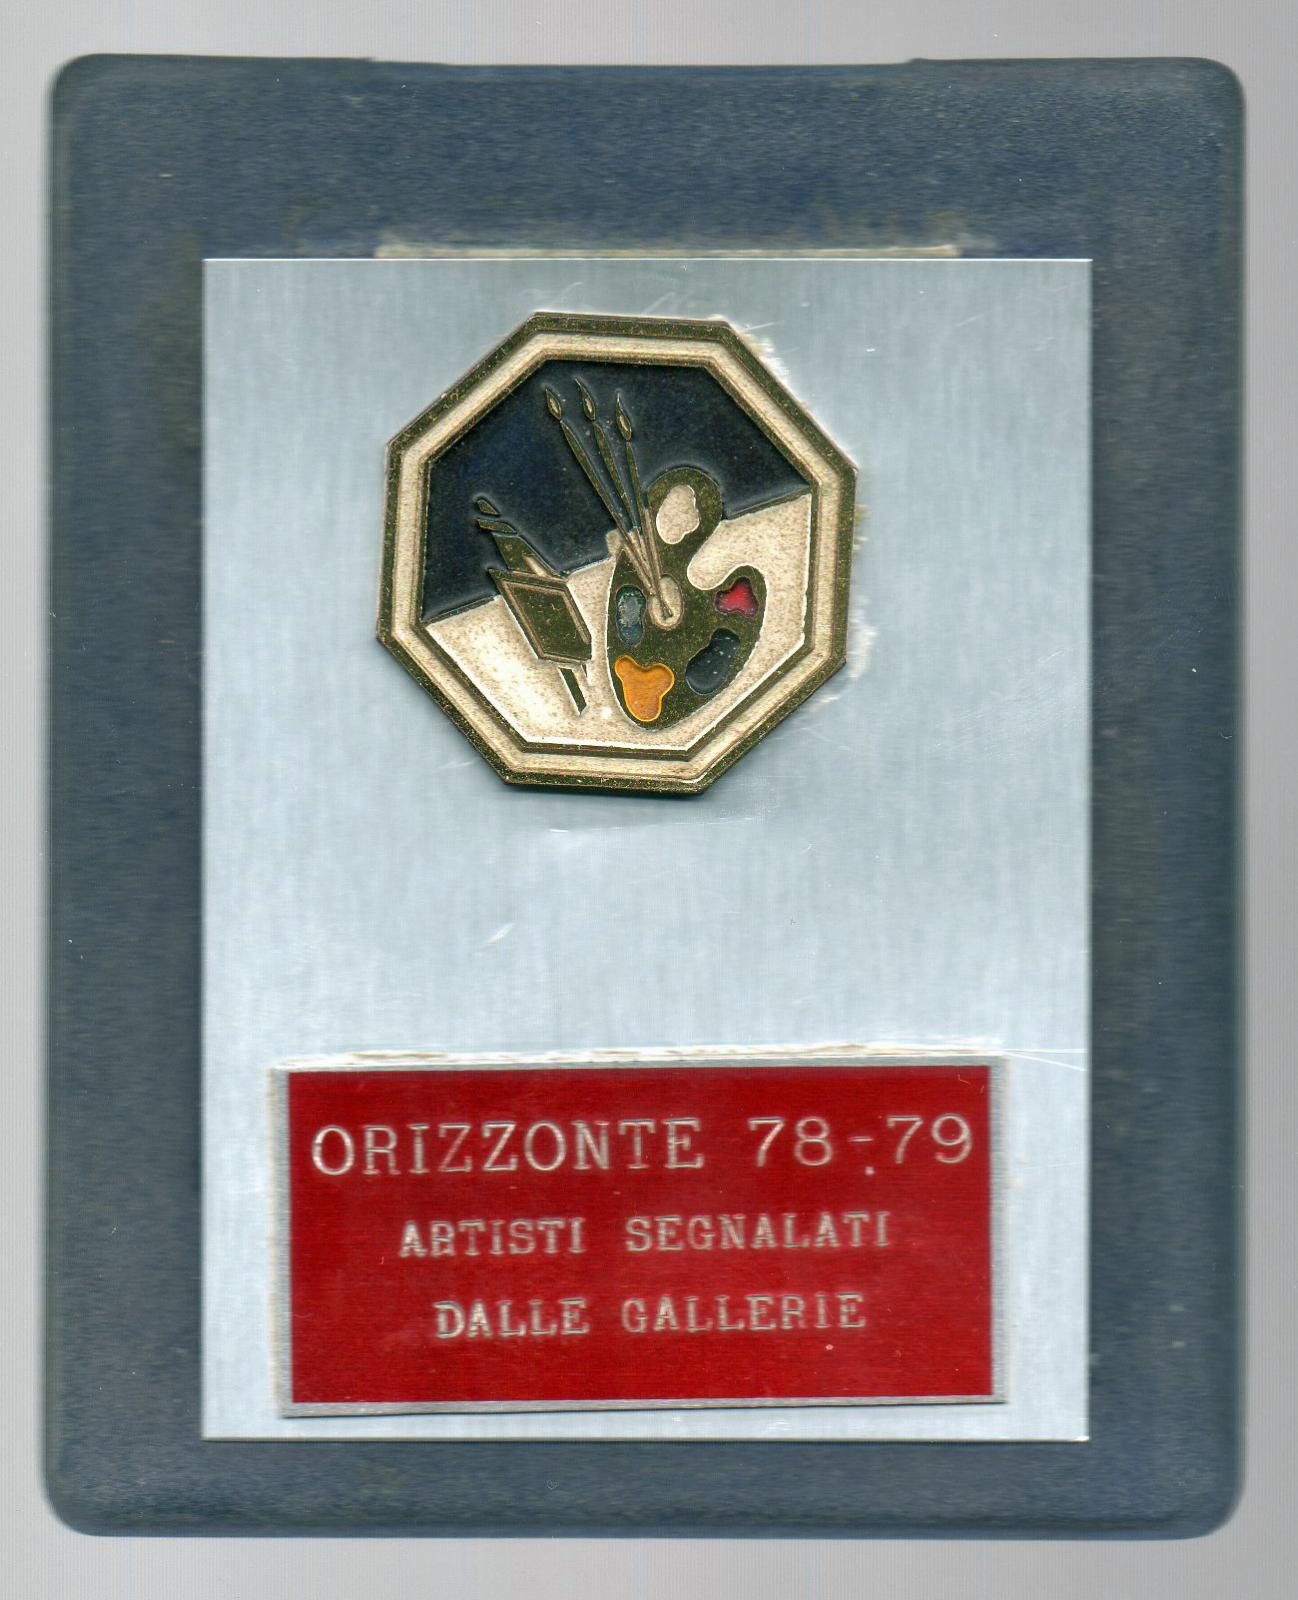 ORIZZONTE 78-79
ARTISTI SEGNALATI
DALLE GALLERIE